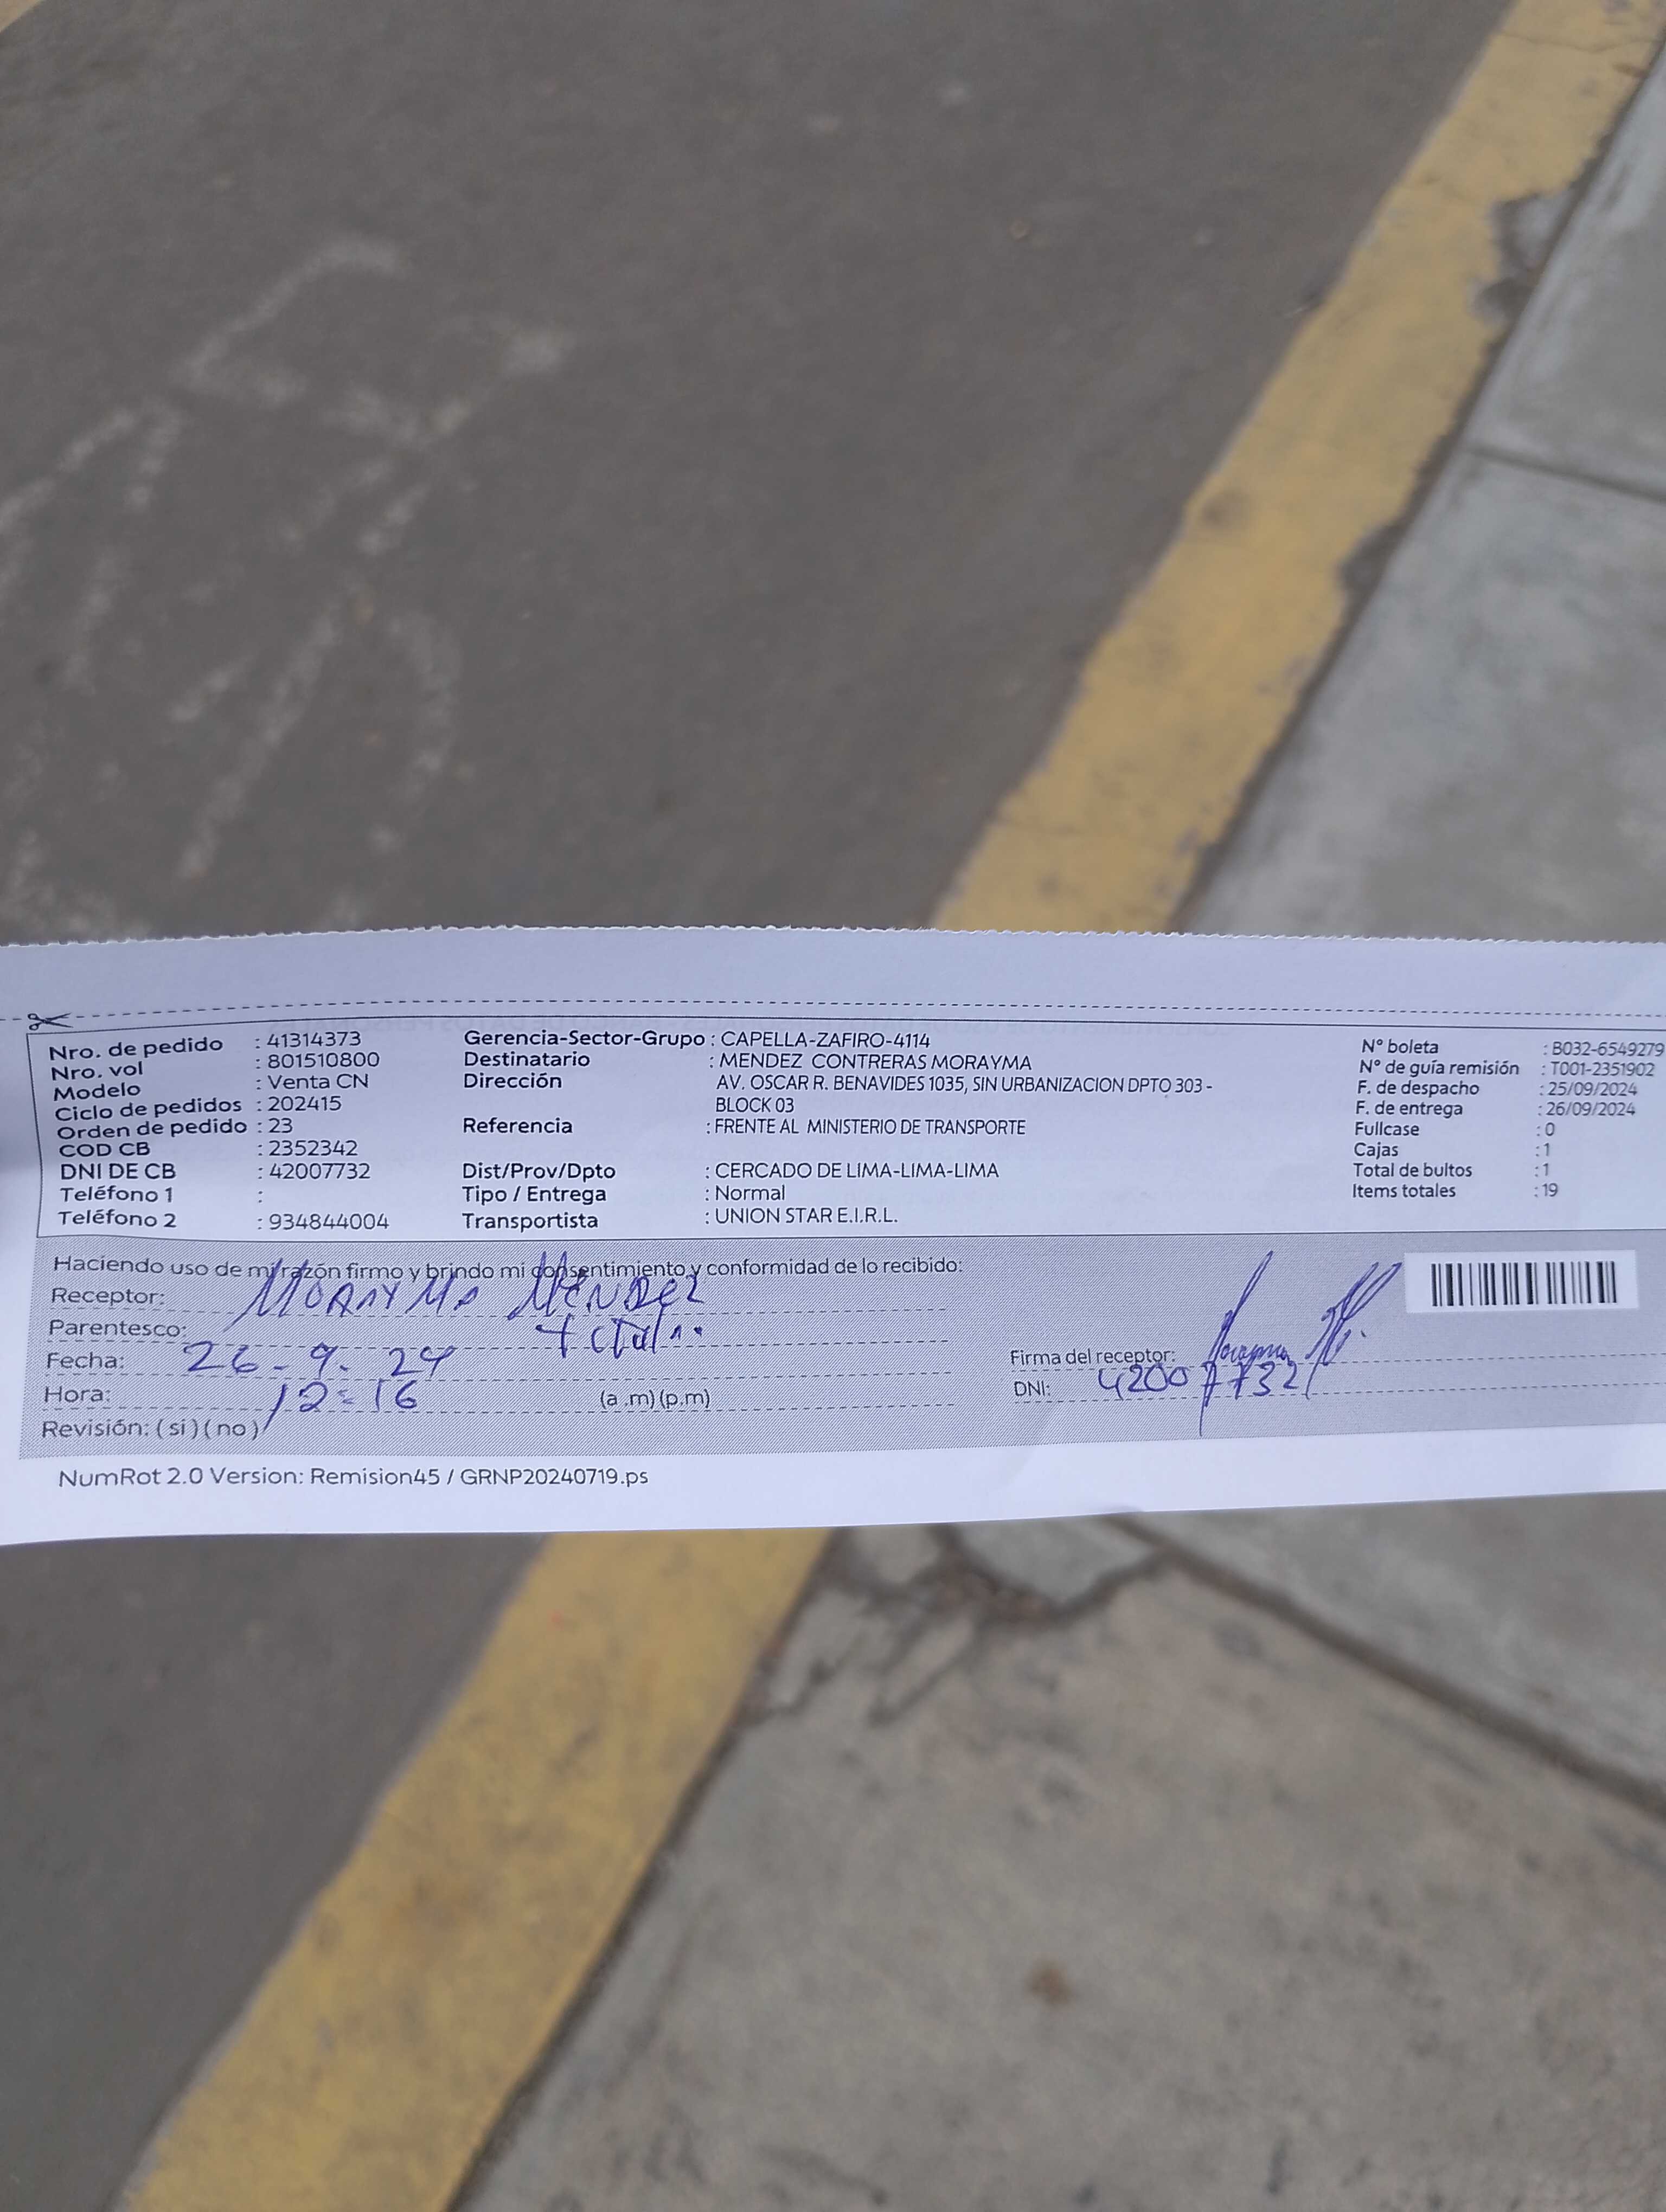 Nro. de pedido : 41314373
Nro. vol : 801510800
Modelo : Venta CN
Ciclo de pedidos : 202415
Orden de pedido : 23
COD CB : 2352342
DNI DE CB : 42007732
Teléfono 1 :
Teléfono 2 : 934844004
Gerencia-Sector-Grupo : CAPELLA-ZAFIRO-4114
Destinatario : MENDEZ CONTRERAS MORAYMA
Dirección AV. OSCAR R. BENAVIDES 1035, SIN URBANIZACION DPTO 303 -
BLOCK 03
Referencia : FRENTE AL MINISTERIO DE TRANSPORTE
Dist/Prov/Dpto : CERCADO DE LIMA-LIMA-LIMA
Tipo / Entrega : Normal
Transportista : UNION STAR E.I.R.L.
N° boleta : B032-6549279
N° de guía remisión : T001-2351902
F. de despacho : 25/09/2024
F. de entrega : 26/09/2024
Fullcase : 0
Cajas : 1
Total de bultos : 1
Items totales : 19
Haciendo uso de mi razón firmo y brindo mi consentimiento y conformidad de lo recibido:
Receptor: MORAYMA MENDEZ
Parentesco:
Fecha: 26-9-24
Hora: 12:16 (a .m) (p.m)
Revisión: ( si ) ( no )
Firma del receptor:
DNI: 42007732
NumRot 2.0 Version: Remision45 / GRNP20240719.ps